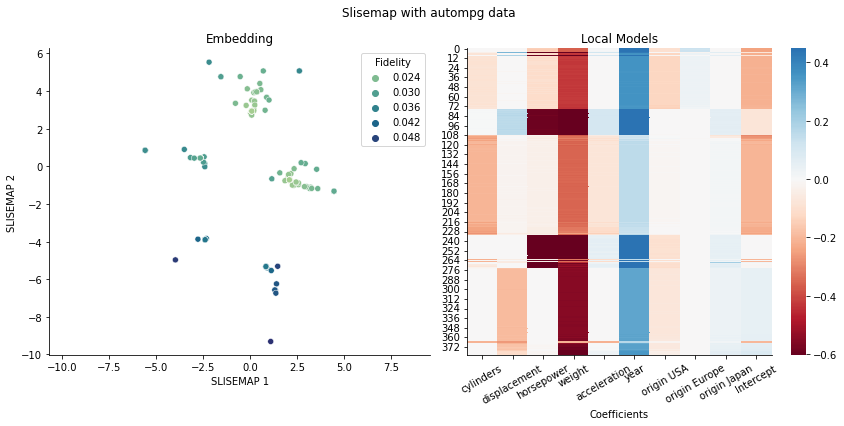 Slisemap with autompg data
Embedding
Fidelity
0.024
0.030
0.036
0.042
0.048
6
4
2
0
−2
−4
−6
−8
−10
SLISEMAP 2
−10.0 −7.5 −5.0 −2.5 0.0 2.5 5.0 7.5
SLISEMAP 1
Local Models
0
12
24
36
48
60
72
84
96
108
120
132
144
156
168
180
192
204
216
228
240
252
264
276
288
300
312
324
336
348
360
372
cylinders
displacement
horsepower
weight
acceleration
year
origin USA
origin Europe
origin Japan
Intercept
Coefficients
0.4
0.2
0.0
−0.2
−0.4
−0.6